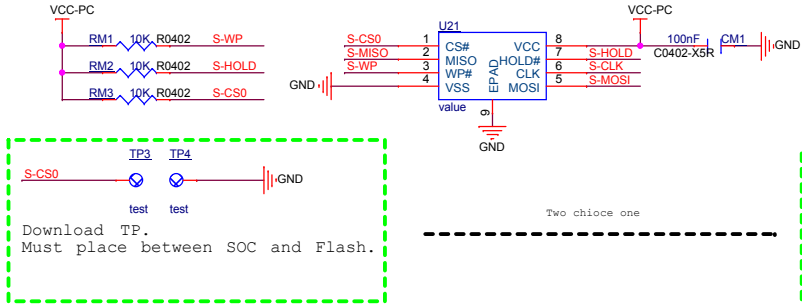 VCC-PC
RM1 10K R0402 S-WP
RM2 10K R0402 S-HOLD
RM3 10K R0402 S-CS0
VCC-PC
U21
S-CS0 1 CS# VCC 8 100nF CM1 GND
S-MISO 2 MISO HOLD# 7 S-HOLD C0402-X5R
S-WP 3 WP# CLK 6 S-CLK
GND 4 VSS MOSI 5 S-MOSI
EPAD
value
9
GND
TP3 TP4
S-CS0 GND
test test
Download TP.
Must place between SOC and Flash.
Two chioce one